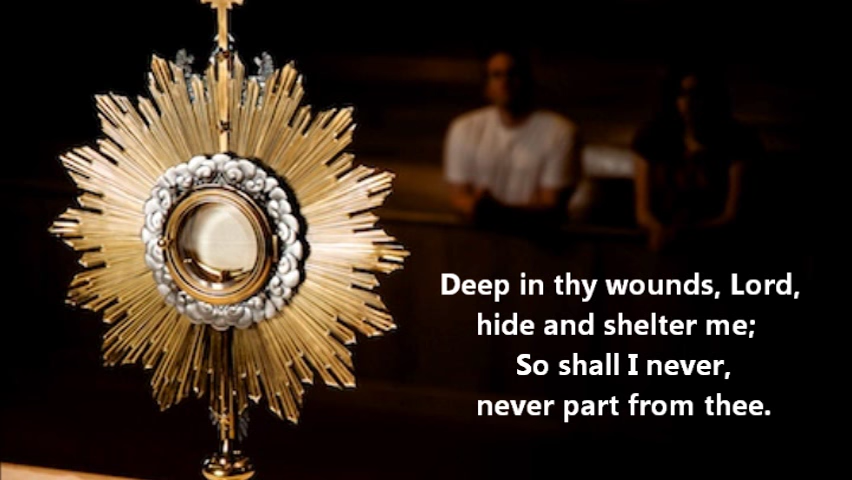 Deep in thy wounds, Lord,
hide and shelter me;
So shall I never,
never part from thee.